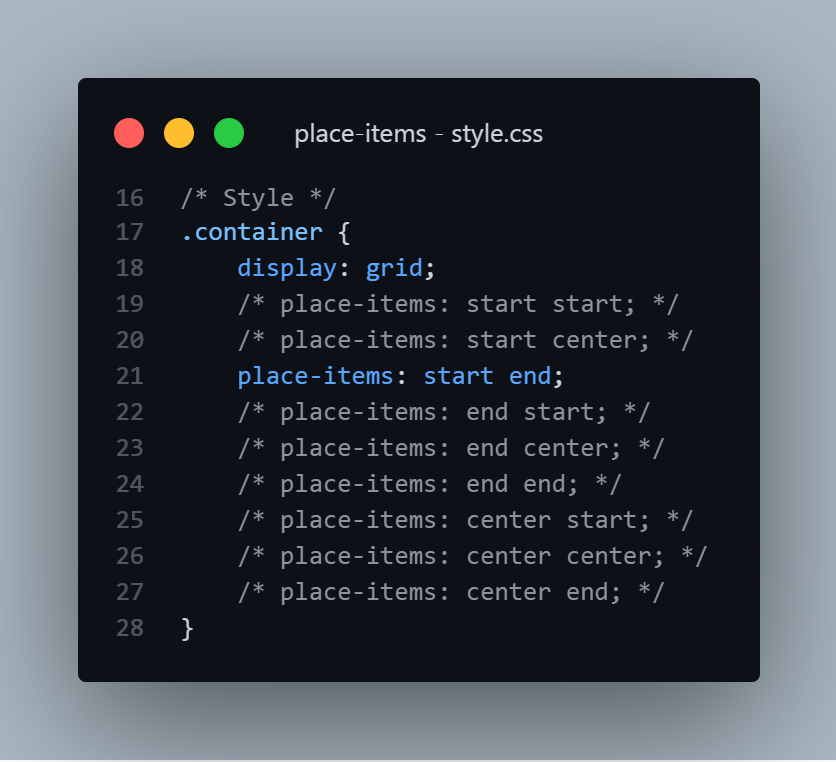 place-items - style.css
16 /* Style */
17 .container {
18     display: grid;
19     /* place-items: start start; */
20     /* place-items: start center; */
21     place-items: start end;
22     /* place-items: end start; */
23     /* place-items: end center; */
24     /* place-items: end end; */
25     /* place-items: center start; */
26     /* place-items: center center; */
27     /* place-items: center end; */
28 }